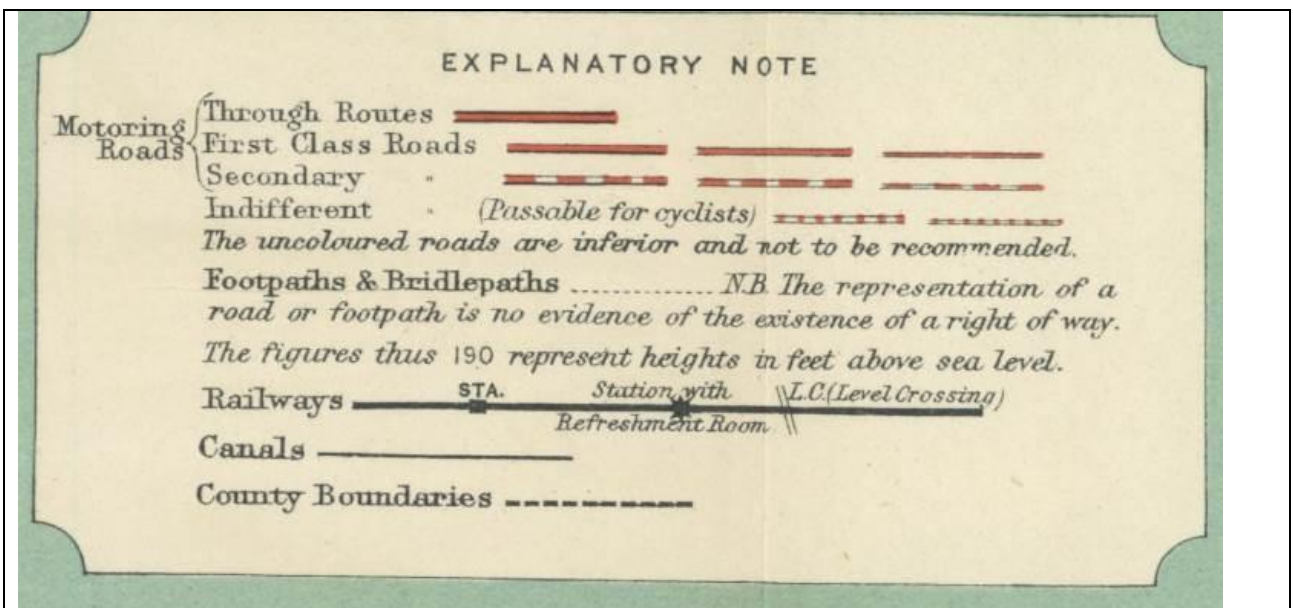 EXPLANATORY NOTE
Motoring Roads
Through Routes
First Class Roads
Secondary "
Indifferent " (Passable for cyclists)
The uncoloured roads are inferior and not to be recommended.
Footpaths & Bridlepaths ............. N.B. The representation of a
road or footpath is no evidence of the existence of a right of way.
The figures thus 190 represent heights in feet above sea level.
Railways STA. Station with L.C. (Level Crossing)
Refreshment Room
Canals
County Boundaries